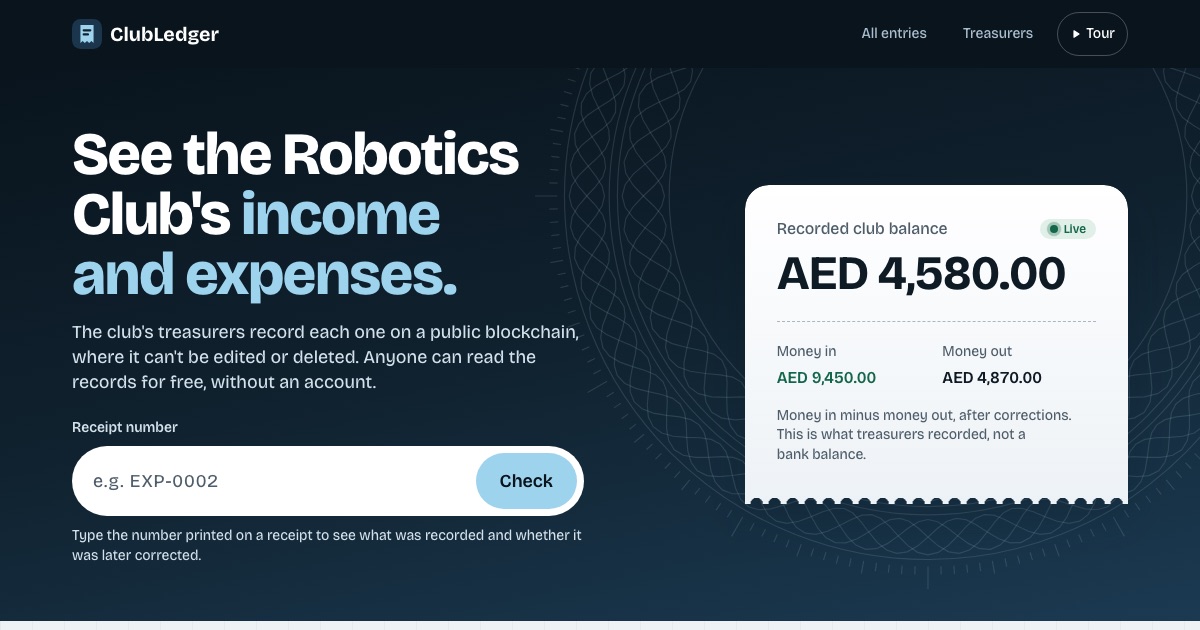 ClubLedger
All entries
Treasurers
Tour
See the Robotics
Club's income
and expenses.
The club's treasurers record each one on a public blockchain,
where it can't be edited or deleted. Anyone can read the
records for free, without an account.
Receipt number
e.g. EXP-0002
Check
Type the number printed on a receipt to see what was recorded and whether it
was later corrected.
Recorded club balance
Live
AED 4,580.00
Money in
Money out
AED 9,450.00
AED 4,870.00
Money in minus money out, after corrections.
This is what treasurers recorded, not a
bank balance.